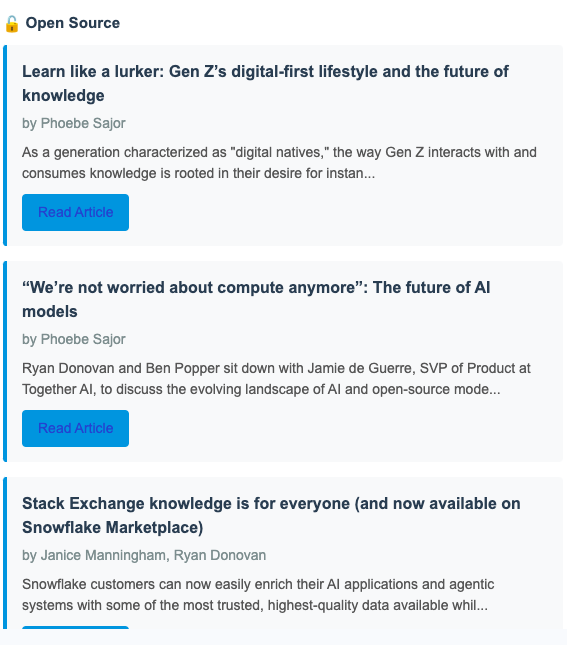 🔓 Open Source
Learn like a lurker: Gen Z’s digital-first lifestyle and the future of
knowledge
by Phoebe Sajor
As a generation characterized as "digital natives," the way Gen Z interacts with and
consumes knowledge is rooted in their desire for instan...
Read Article
“We’re not worried about compute anymore”: The future of AI
models
by Phoebe Sajor
Ryan Donovan and Ben Popper sit down with Jamie de Guerre, SVP of Product at
Together AI, to discuss the evolving landscape of AI and open-source mode...
Read Article
Stack Exchange knowledge is for everyone (and now available on
Snowflake Marketplace)
by Janice Manningham, Ryan Donovan
Snowflake customers can now easily enrich their AI applications and agentic
systems with some of the most trusted, highest-quality data available whil...